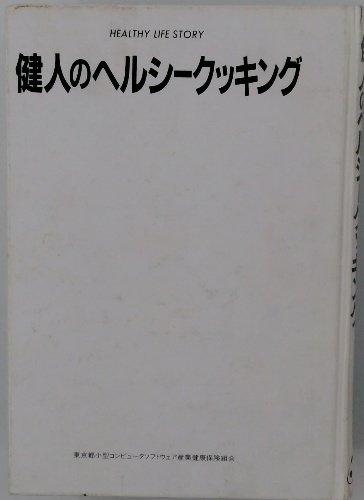 HEALTHY LIFE STORY
健人のヘルシークッキング
東京都小型コンピュータソフトウェア産業健康保険組合